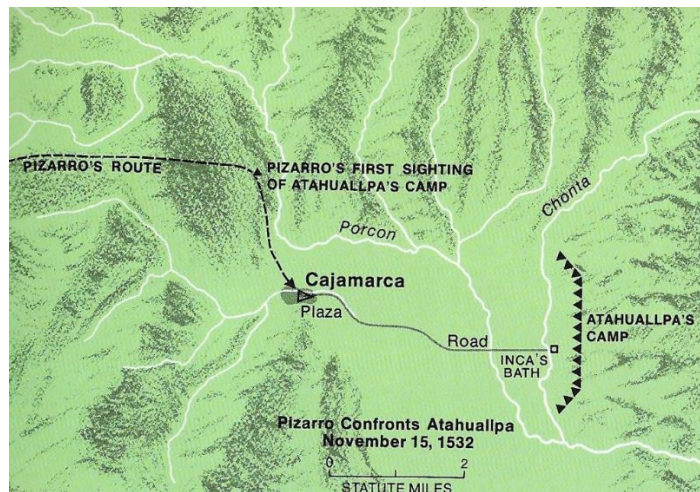 PIZARRO'S ROUTE
PIZARRO'S FIRST SIGHTING
OF ATAHUALLPA'S CAMP
Porcon
Chonta
Cajamarca
Plaza
Road
INCA'S
BATH
ATAHUALLPA'S
CAMP
Pizarro Confronts Atahuallpa
November 15, 1532
0 2
STATUTE MILES